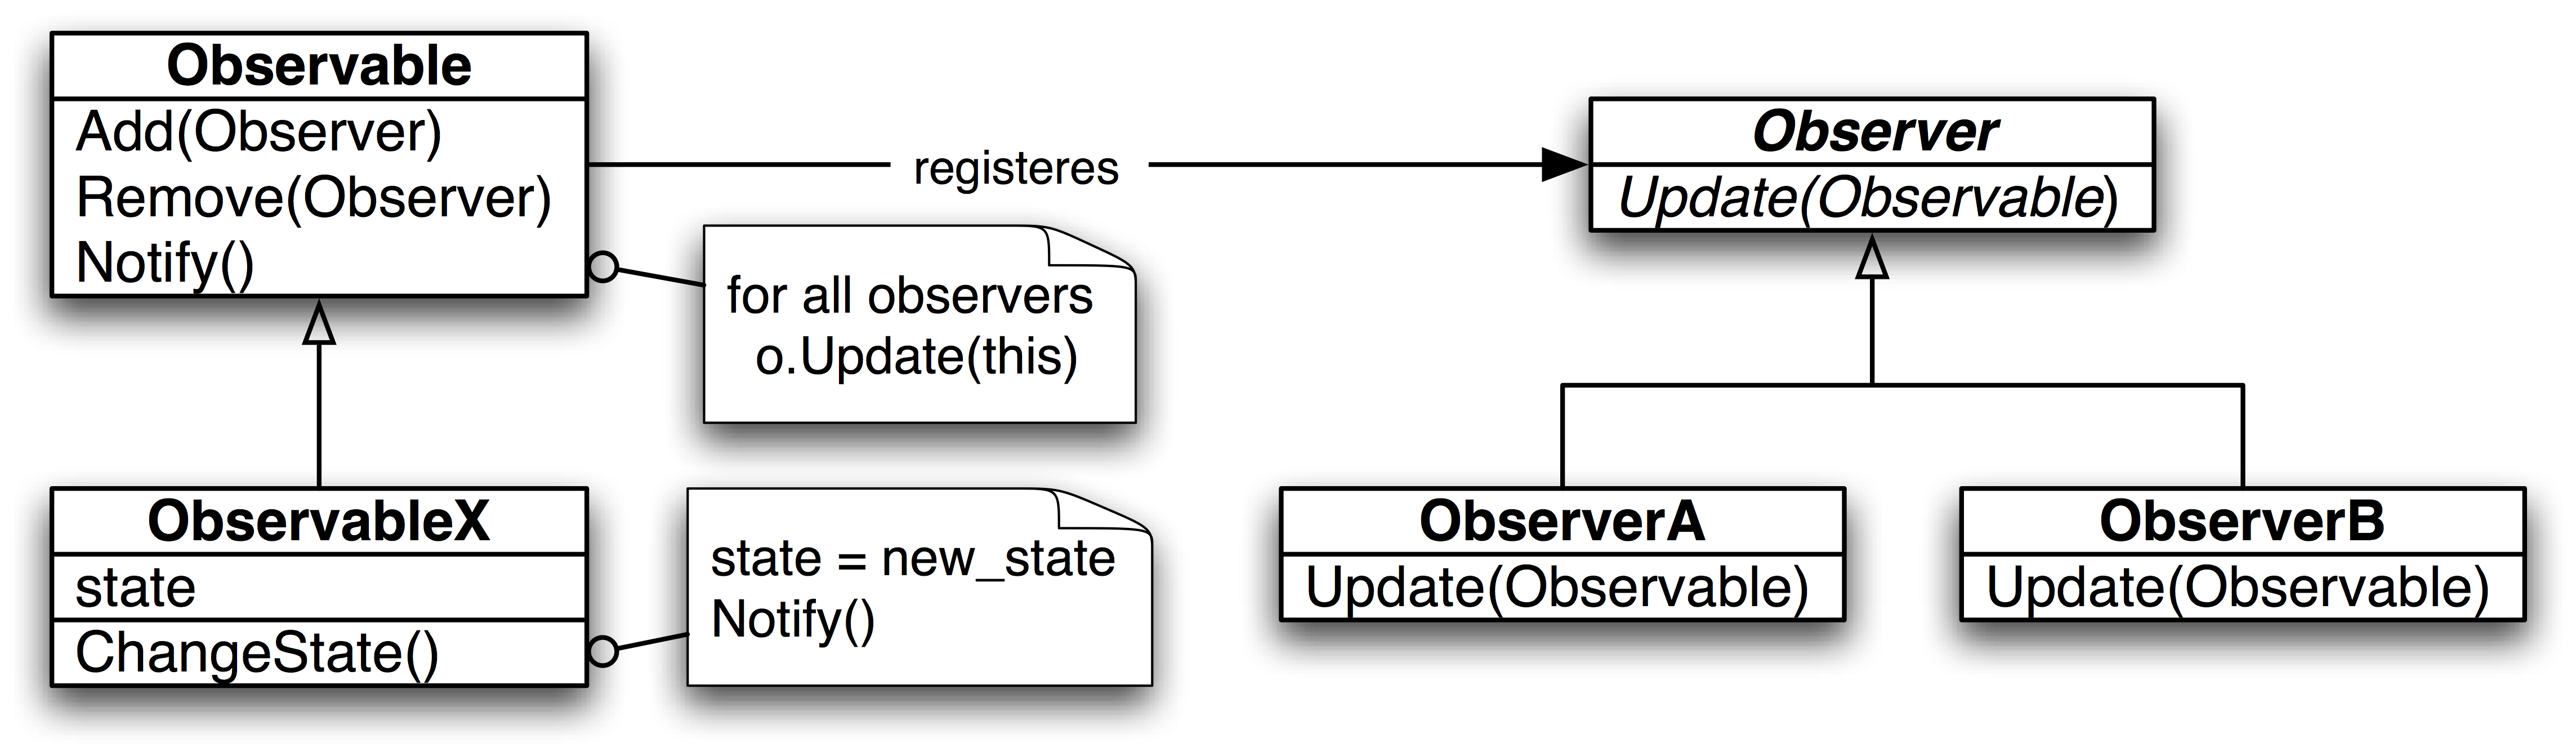 Observable
Add(Observer)
Remove(Observer)
Notify()
registeres
for all observers
o.Update(this)
Observer
Update(Observable)
ObservableX
state
ChangeState()
state = new_state
Notify()
ObserverA
Update(Observable)
ObserverB
Update(Observable)